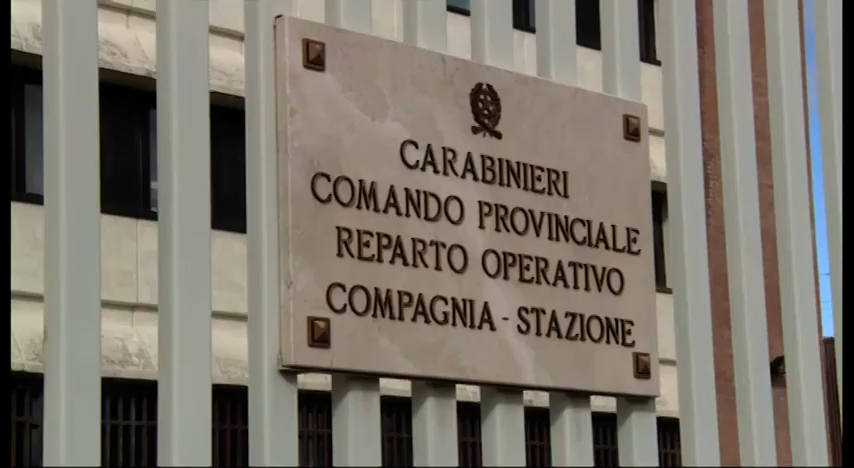 CARABINIERI
COMANDO PROVINCIALE
REPARTO OPERATIVO
COMPAGNIA - STAZIONE